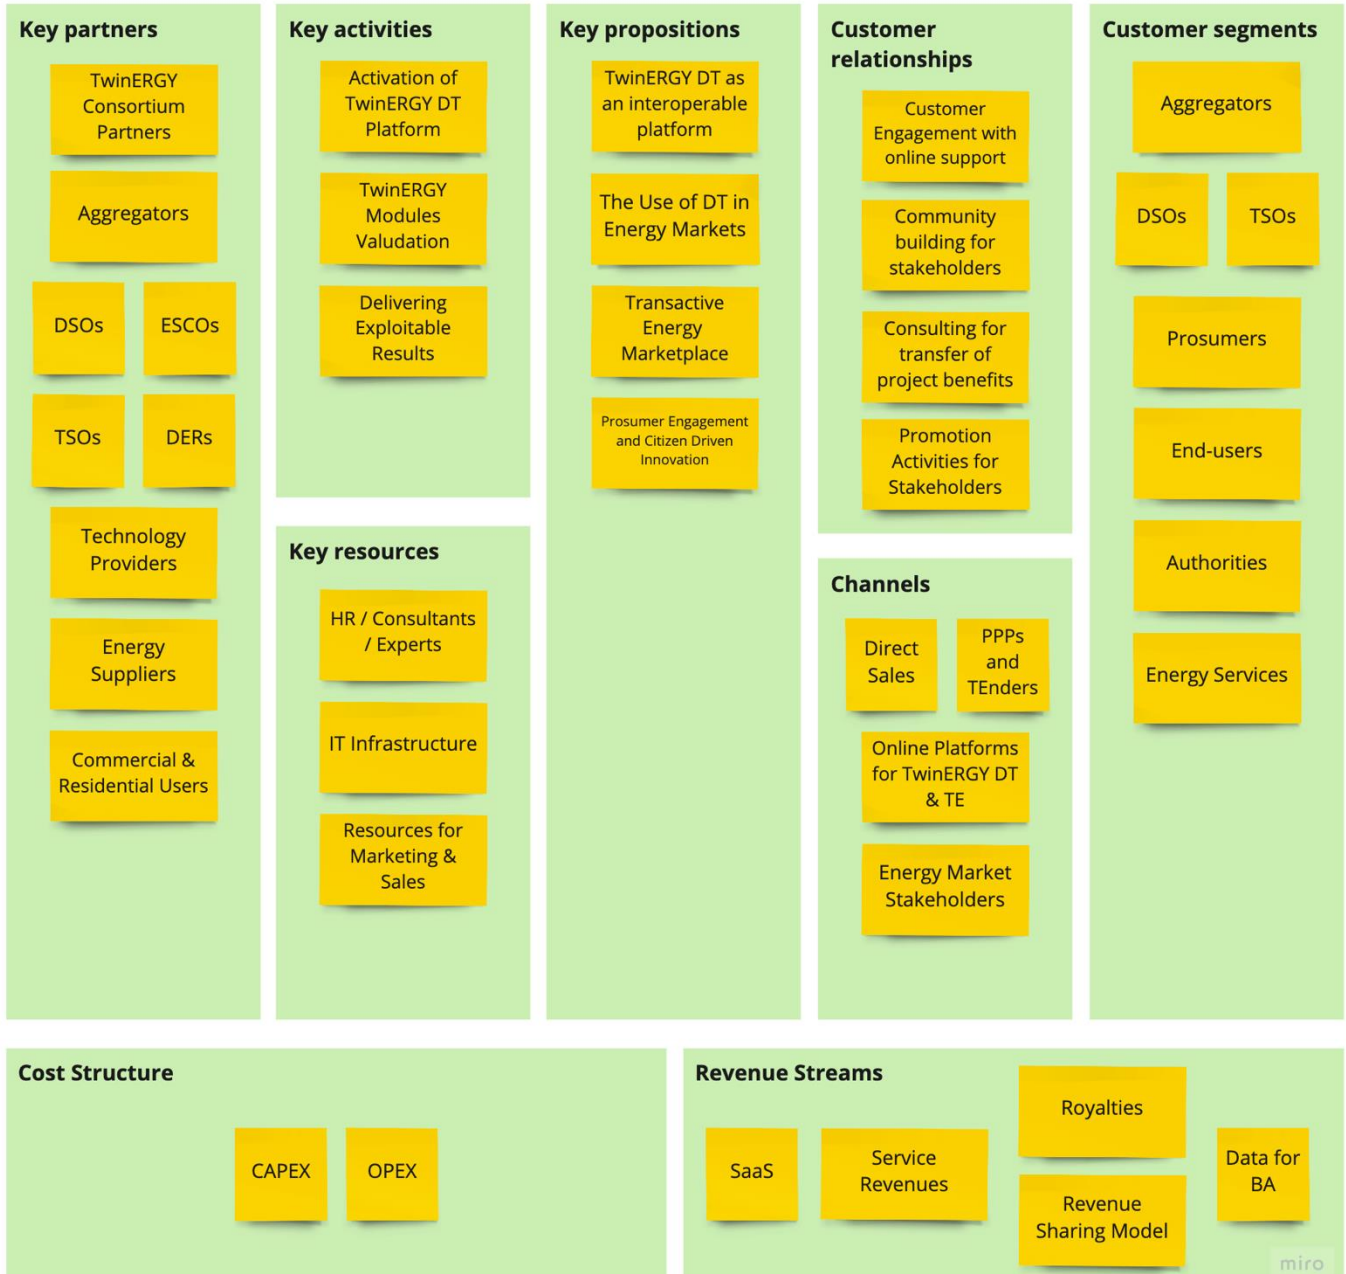 Key partners
TwinERGY
Consortium
Partners
Aggregators
DSOs
ESCOs
TSOs
DERs
Technology
Providers
Energy
Suppliers
Commercial &
Residential Users
Key activities
Activation of
TwinERGY DT
Platform
TwinERGY
Modules
Valudation
Delivering
Exploitable
Results
Key resources
HR / Consultants
/ Experts
IT Infrastructure
Resources for
Marketing &
Sales
Key propositions
TwinERGY DT as
an interoperable
platform
The Use of DT in
Energy Markets
Transactive
Energy
Marketplace
Prosumer Engagement
and Citizen Driven
Innovation
Customer
relationships
Customer
Engagement with
online support
Community
building for
stakeholders
Consulting for
transfer of
project benefits
Promotion
Activities for
Stakeholders
Channels
Direct
Sales
PPPs
and
TEnders
Online Platforms
for TwinERGY DT
& TE
Energy Market
Stakeholders
Customer segments
Aggregators
DSOs
TSOs
Prosumers
End-users
Authorities
Energy Services
Cost Structure
CAPEX
OPEX
Revenue Streams
SaaS
Service
Revenues
Royalties
Revenue
Sharing Model
Data for
BA
miro